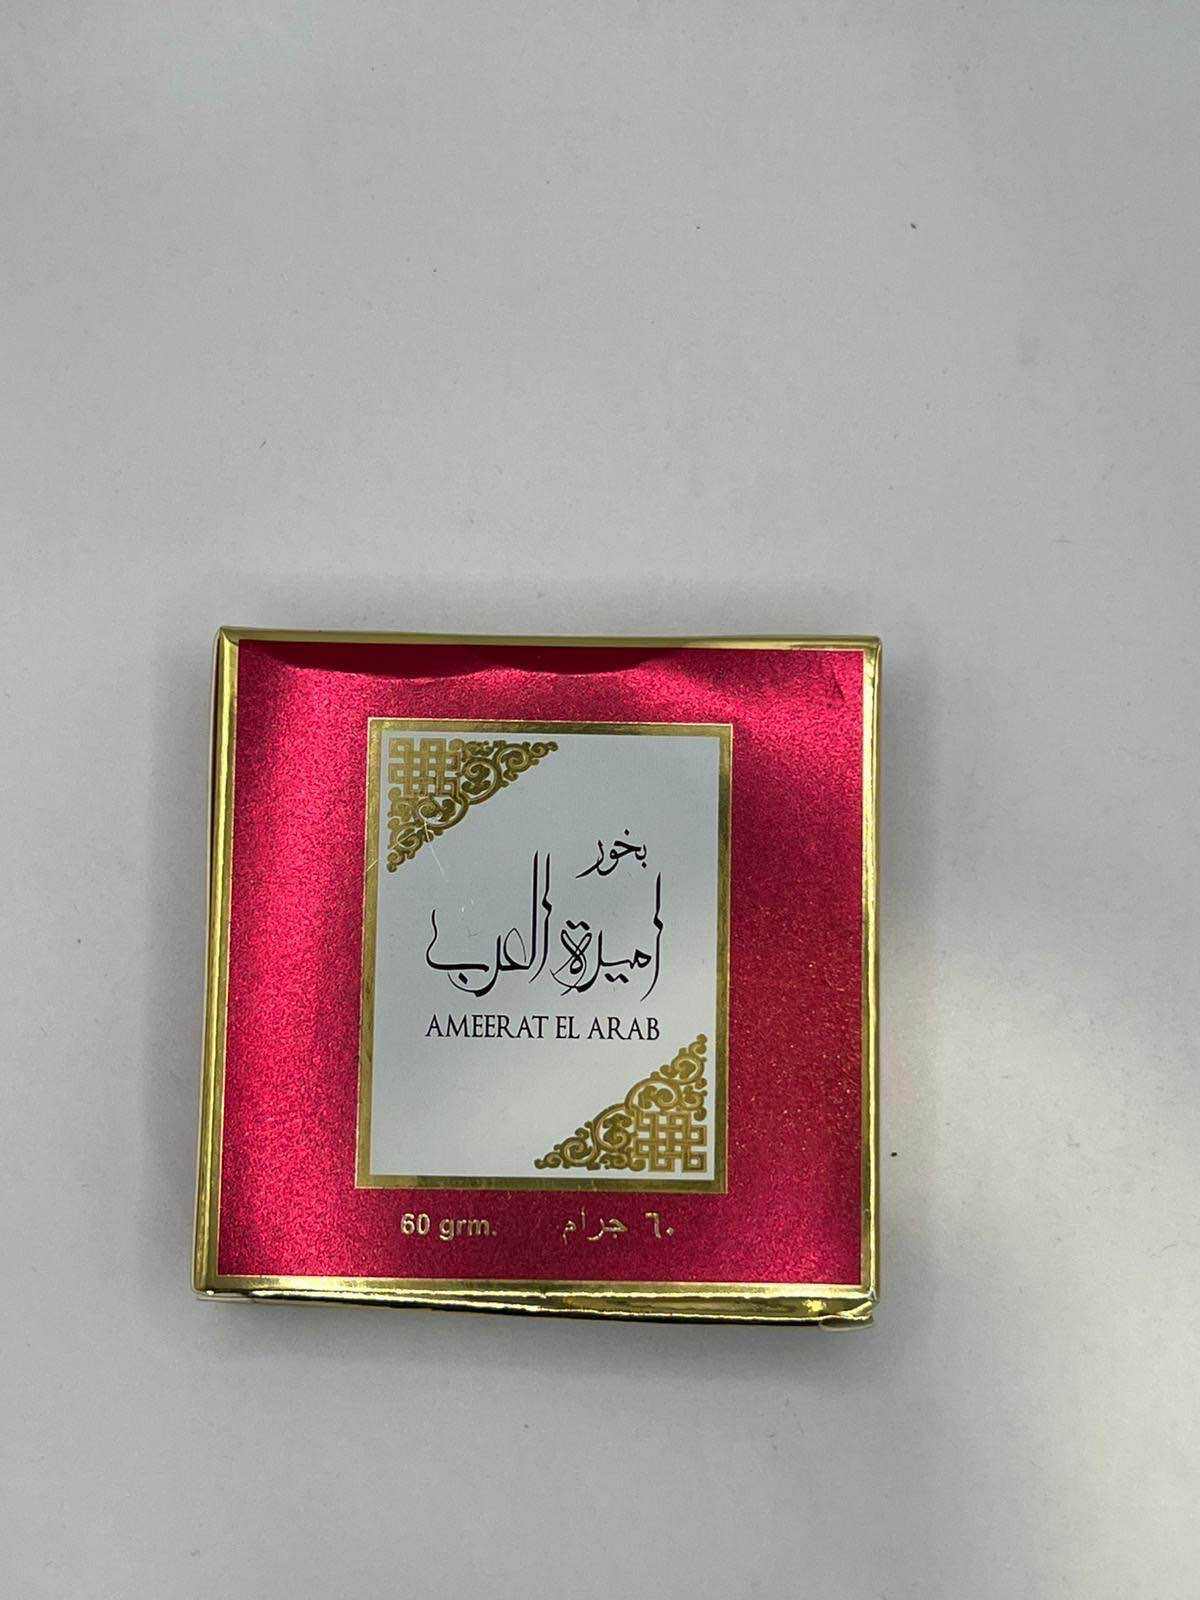 بخور
اميرة العرب
AMEERAT EL ARAB
60 grm. ٦٠ جرام